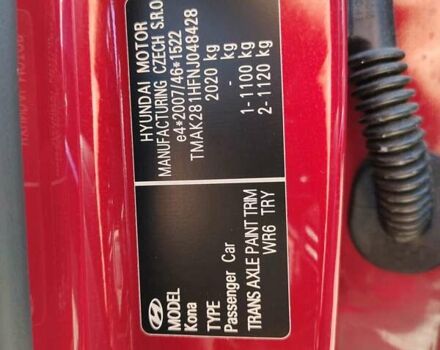 HYUNDAI MOTOR
MANUFACTURING CZECH S.R.O
e4*2007/46*1522
TMAK281HFNJ048428
2020 kg
- kg
1- 1100 kg
2- 1120 kg
MODEL
Kona
TYPE
Passenger Car
TRANS AXLE PAINT TRIM
WR6 TRY